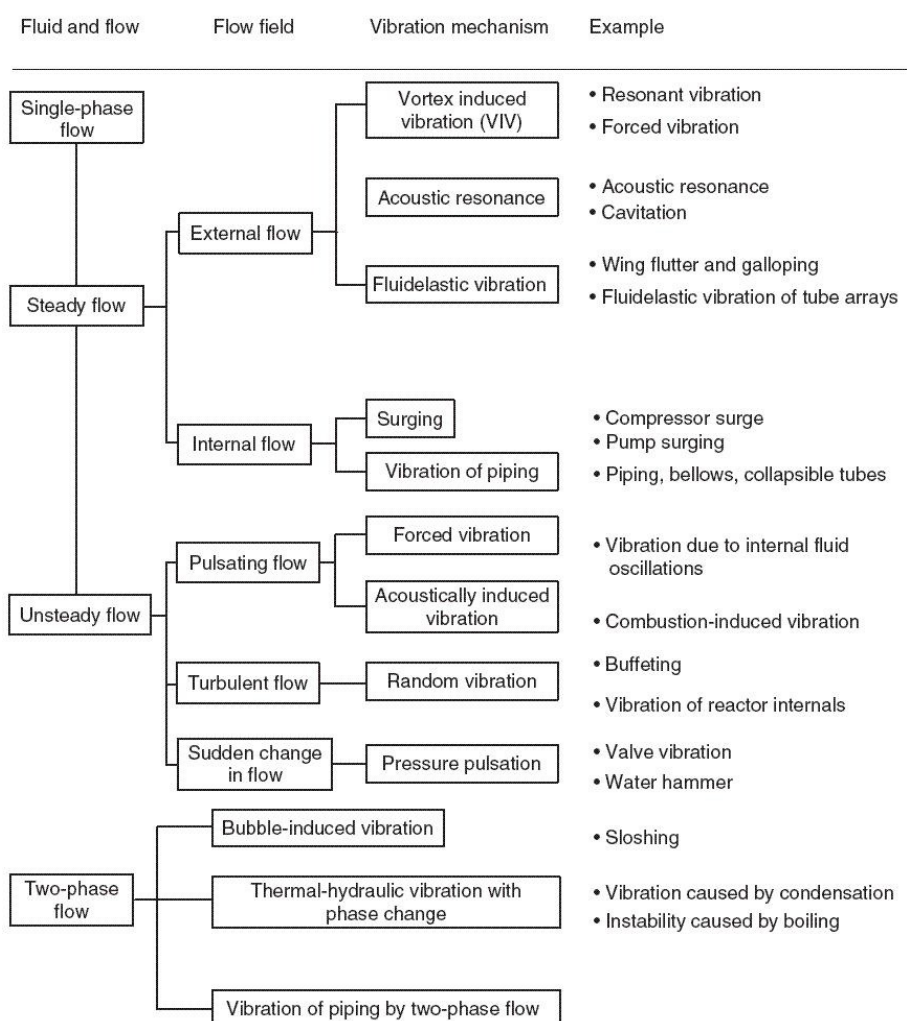 Fluid and flow
Flow field
Vibration mechanism
Example
Single-phase
flow
Vortex induced
vibration (VIV)
• Resonant vibration
• Forced vibration
Acoustic resonance
• Acoustic resonance
• Cavitation
External flow
Steady flow
Fluidelastic vibration
• Wing flutter and galloping
• Fluidelastic vibration of tube arrays
Internal flow
Surging
• Compressor surge
• Pump surging
Vibration of piping
• Piping, bellows, collapsible tubes
Unsteady flow
Pulsating flow
Forced vibration
• Vibration due to internal fluid
oscillations
Acoustically induced
vibration
• Combustion-induced vibration
Turbulent flow
Random vibration
• Buffeting
• Vibration of reactor internals
Sudden change
in flow
Pressure pulsation
• Valve vibration
• Water hammer
Two-phase
flow
Bubble-induced vibration
• Sloshing
Thermal-hydraulic vibration with
phase change
• Vibration caused by condensation
• Instability caused by boiling
Vibration of piping by two-phase flow